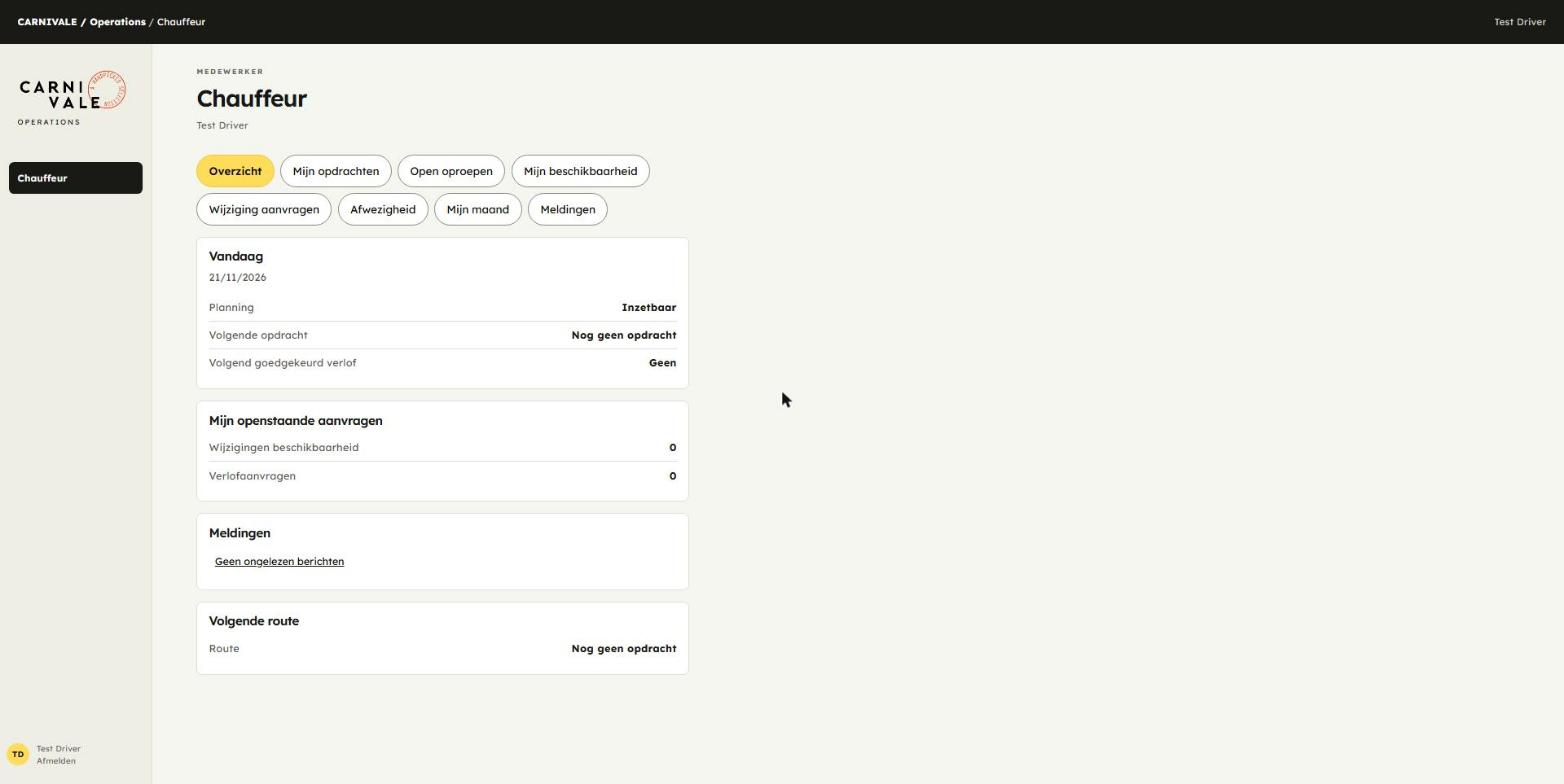 CARNIVALE / Operations / Chauffeur
Test Driver
CARNI
VALE
OPERATIONS
Chauffeur
MEDEWERKER
Chauffeur
Test Driver
Overzicht
Mijn opdrachten
Open oproepen
Mijn beschikbaarheid
Wijziging aanvragen
Afwezigheid
Mijn maand
Meldingen
Vandaag
21/11/2026
Planning Inzetbaar
Volgende opdracht Nog geen opdracht
Volgend goedgekeurd verlof Geen
Mijn openstaande aanvragen
Wijzigingen beschikbaarheid 0
Verlofaanvragen 0
Meldingen
Geen ongelezen berichten
Volgende route
Route Nog geen opdracht
TD
Test Driver
Afmelden